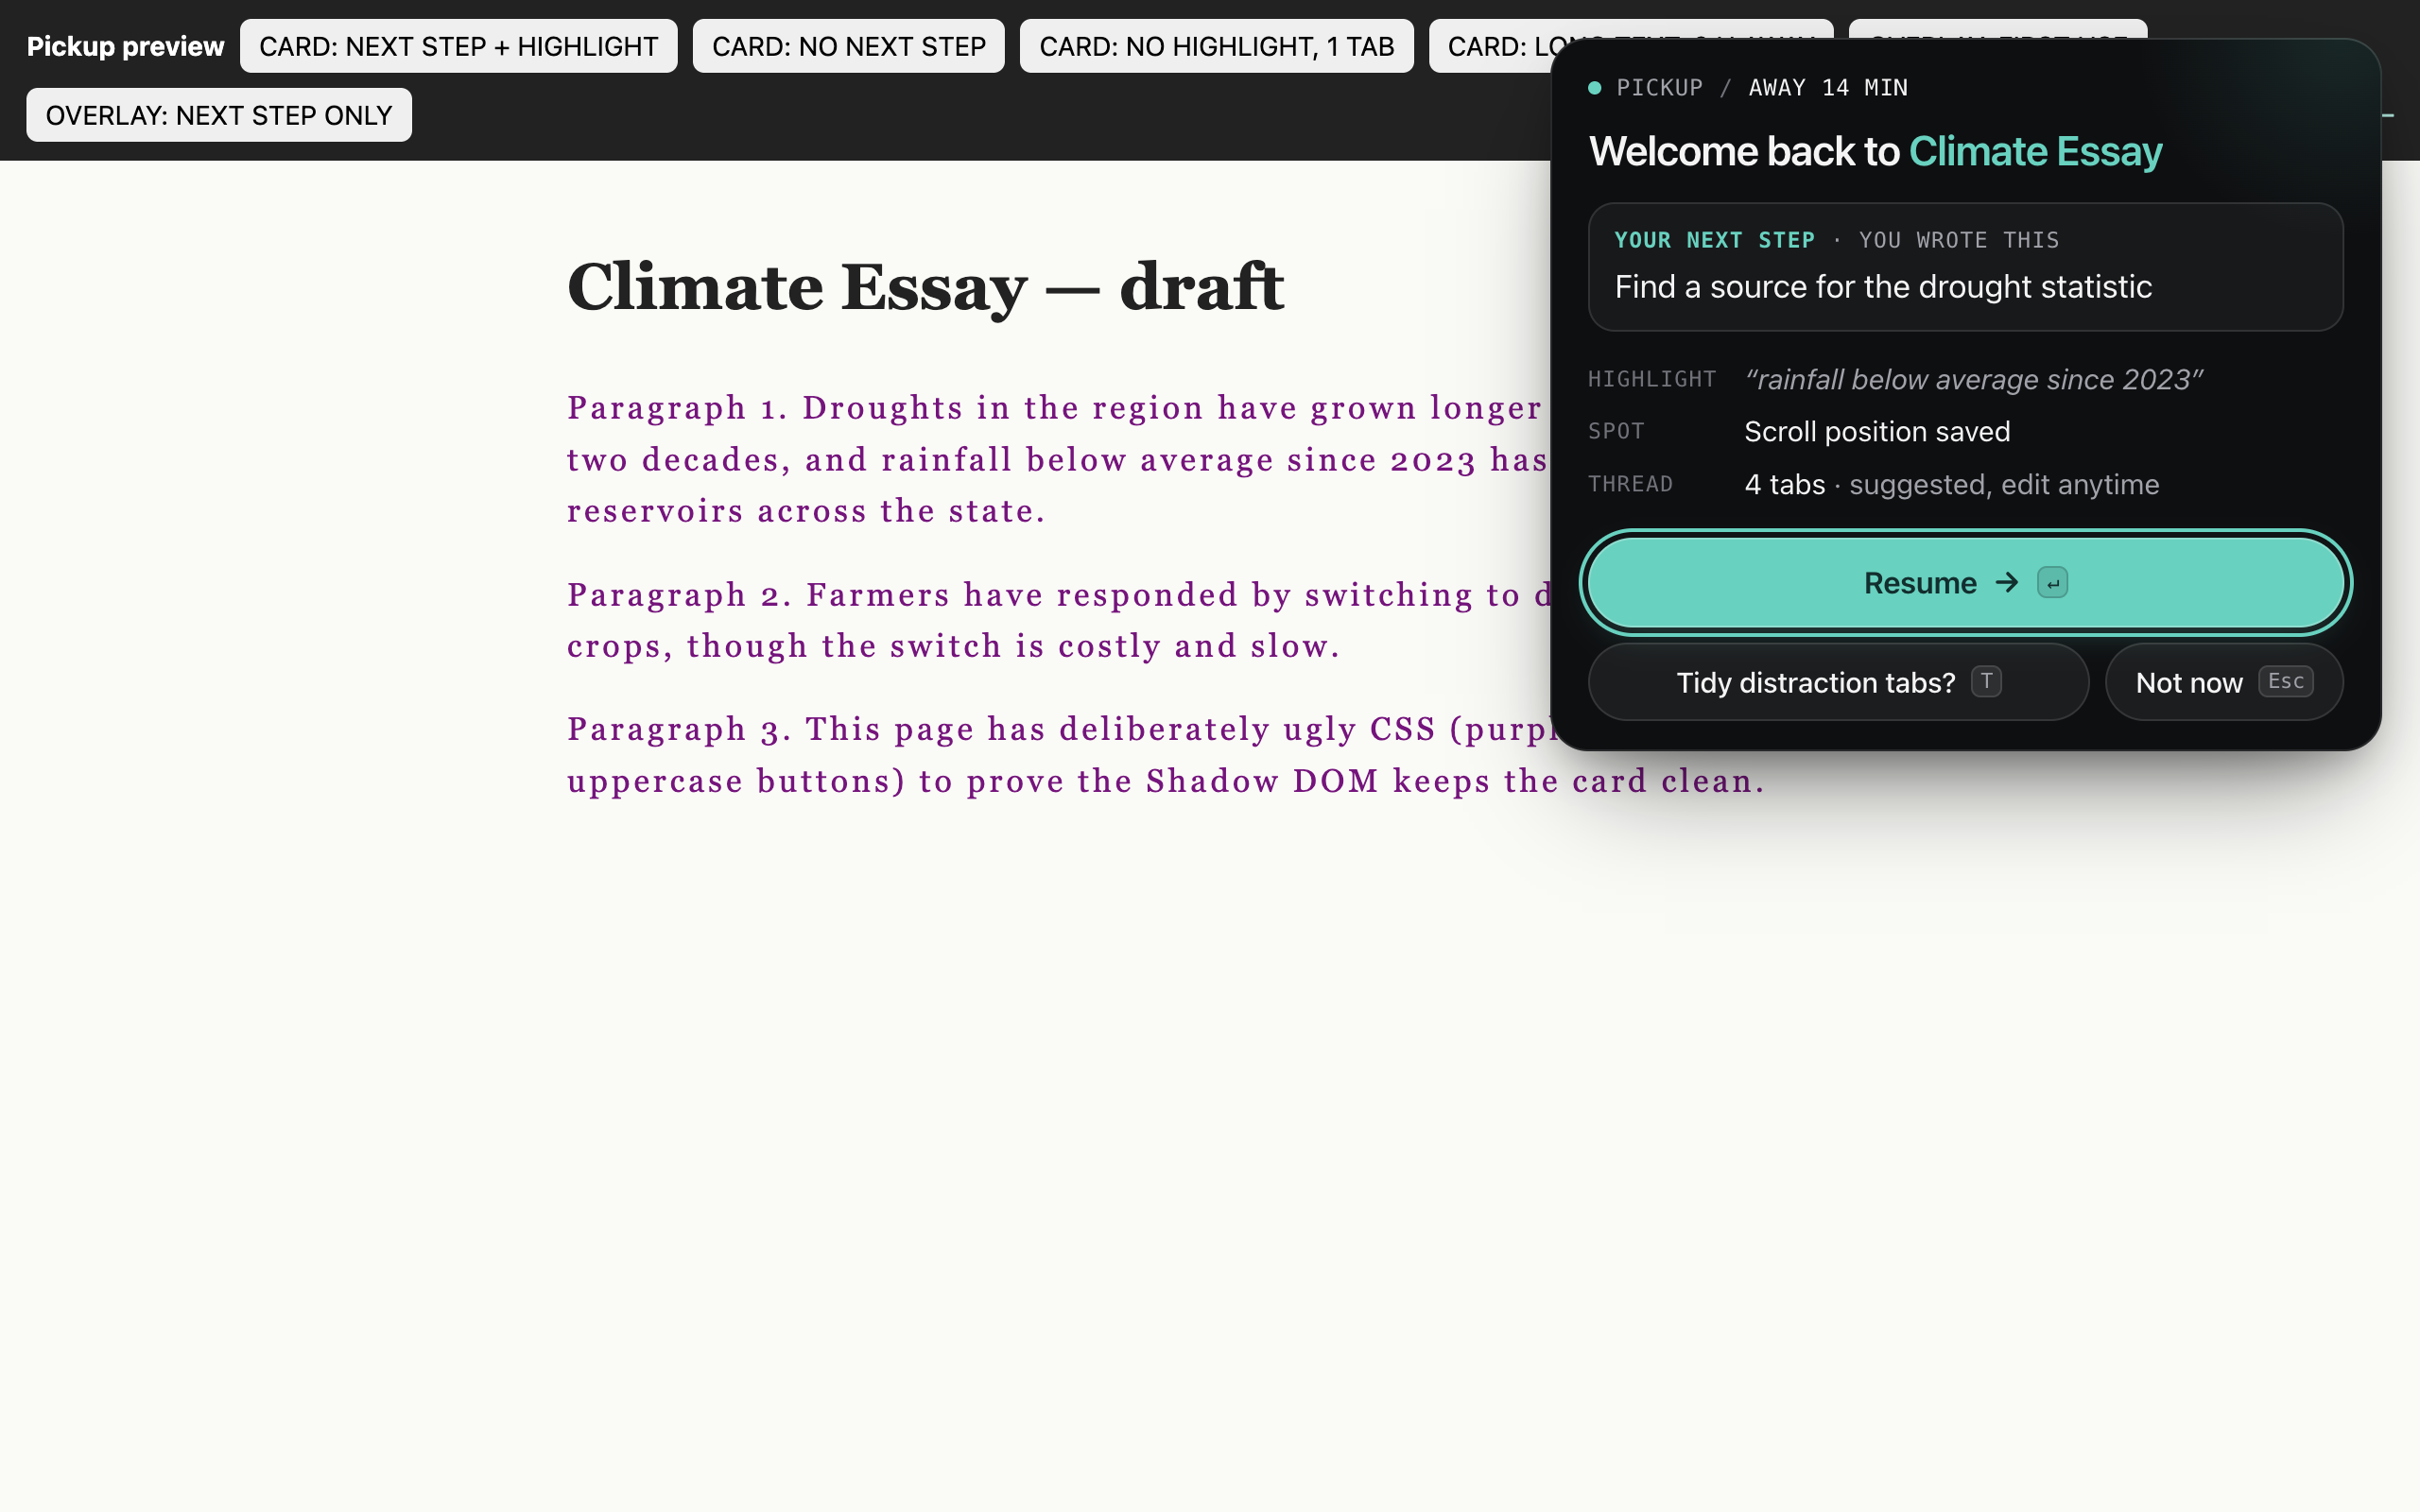 Pickup preview
CARD: NEXT STEP + HIGHLIGHT
CARD: NO NEXT STEP
CARD: NO HIGHLIGHT, 1 TAB
CARD:
OVERLAY: NEXT STEP ONLY
PICKUP / AWAY 14 MIN
Welcome back to Climate Essay
YOUR NEXT STEP · YOU WROTE THIS
Find a source for the drought statistic
HIGHLIGHT “rainfall below average since 2023”
SPOT Scroll position saved
THREAD 4 tabs · suggested, edit anytime
Resume → ↵
Tidy distraction tabs? T
Not now Esc
Climate Essay — draft
Paragraph 1. Droughts in the region have grown longer
two decades, and rainfall below average since 2023 has
reservoirs across the state.
Paragraph 2. Farmers have responded by switching to
crops, though the switch is costly and slow.
Paragraph 3. This page has deliberately ugly CSS
uppercase buttons) to prove the Shadow DOM keeps the card clean.